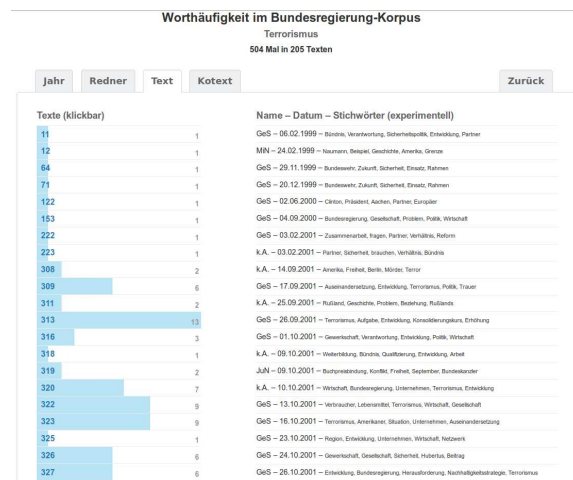 Worthäufigkeit im Bundesregierung-Korpus
Terrorismus
504 Mal in 205 Texten
Jahr Redner Text Kotext Zurück
Texte (klickbar) Name – Datum – Stichwörter (experimentell)
11 1 GeS – 06.02.1999 – Bündnis, Verantwortung, Sicherheitspolitik, Entwicklung, Partner
12 1 MiN – 24.02.1999 – Naumann, Beispiel, Geschichte, Amerika, Grenze
64 1 GeS – 29.11.1999 – Bundeswehr, Zukunft, Sicherheit, Einsatz, Rahmen
71 1 GeS – 20.12.1999 – Bundeswehr, Zukunft, Sicherheit, Einsatz, Rahmen
122 1 GeS – 02.06.2000 – Clinton, Präsident, Aachen, Partner, Europäer
153 1 GeS – 04.09.2000 – Bundesregierung, Gesellschaft, Problem, Politik, Wirtschaft
222 1 GeS – 03.02.2001 – Zusammenarbeit, fragen, Partner, Verhältnis, Reform
223 1 k.A. – 03.02.2001 – Partner, Sicherheit, brauchen, Verhältnis, Bündnis
308 2 k.A. – 14.09.2001 – Amerika, Freiheit, Berlin, Mörder, Terror
309 6 GeS – 17.09.2001 – Auseinandersetzung, Entwicklung, Terrorismus, Politik, Trauer
311 2 k.A. – 25.09.2001 – Rußland, Geschichte, Problem, Beziehung, Rußlands
313 13 GeS – 26.09.2001 – Terrorismus, Aufgabe, Entwicklung, Konsolidierungskurs, Erhöhung
316 3 GeS – 01.10.2001 – Gewerkschaft, Verantwortung, Entwicklung, Politik, Wirtschaft
318 1 k.A. – 09.10.2001 – Weiterbildung, Bündnis, Qualifizierung, Entwicklung, Arbeit
319 2 JuN – 09.10.2001 – Buchpreisbindung, Konflikt, Freiheit, September, Bundeskanzler
320 7 k.A. – 10.10.2001 – Wirtschaft, Bundesregierung, Unternehmen, Terrorismus, Entwicklung
322 9 GeS – 13.10.2001 – Verbraucher, Lebensmittel, Terrorismus, Wirtschaft, Gesellschaft
323 9 GeS – 16.10.2001 – Terrorismus, Amerikaner, Situation, Unternehmen, Auseinandersetzung
325 1 GeS – 23.10.2001 – Region, Entwicklung, Unternehmen, Wirtschaft, Netzwerk
326 6 GeS – 24.10.2001 – Gewerkschaft, Gesellschaft, Sicherheit, Hubertus, Beitrag
327 6 GeS – 26.10.2001 – Entwicklung, Bundesregierung, Herausforderung, Nachhaltigkeitsstrategie, Terrorismus